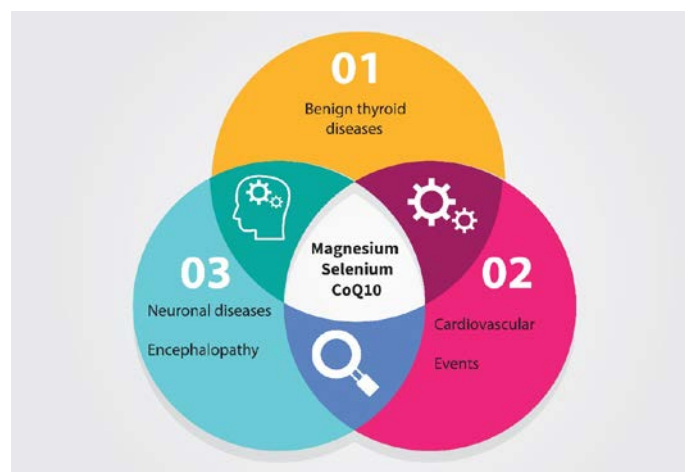 01
Benign thyroid
diseases
Magnesium
Selenium
CoQ10
03
Neuronal diseases
Encephalopathy
02
Cardiovascular
Events